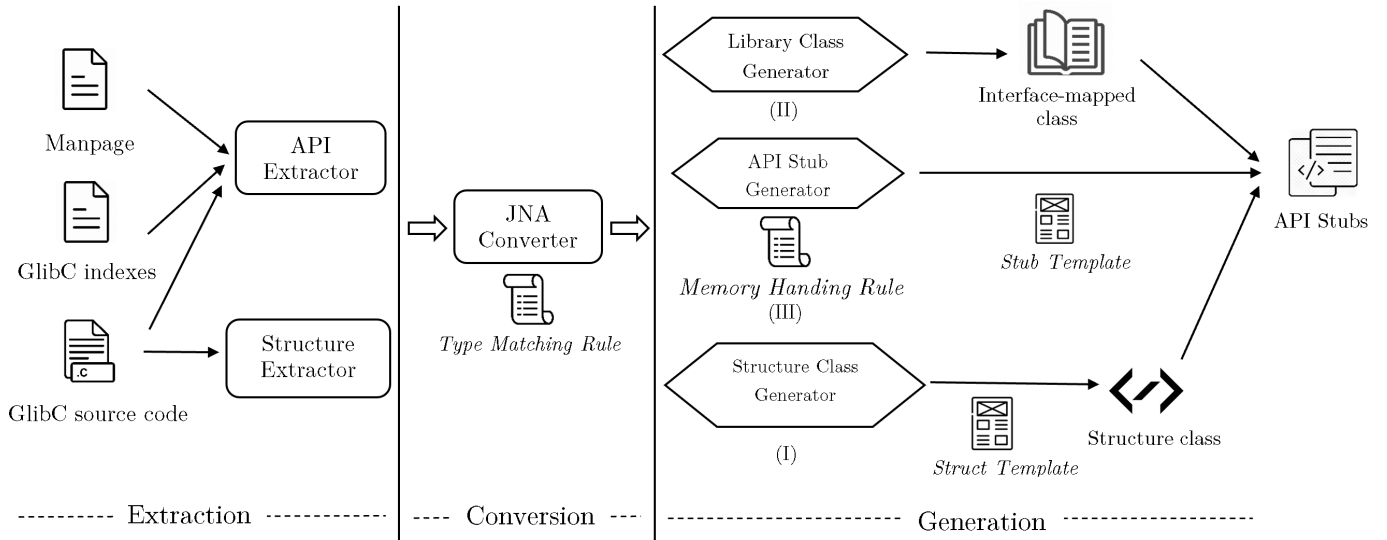 Manpage
GlibC indexes
.C
GlibC source code
API
Extractor
Structure
Extractor
Extraction
JNA
Converter
Type Matching Rule
Conversion
Library Class
Generator
(II)
Interface-mapped
class
API Stub
Generator
Memory Handing Rule
(III)
Stub Template
</>
API Stubs
Structure Class
Generator
(I)
Struct Template
Structure class
Generation